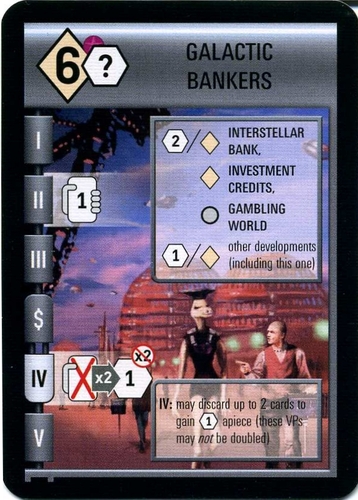 6 ?
GALACTIC
BANKERS
I
II 1
III
$
IV x2 1 x2
V
2 / INTERSTELLAR
BANK,
INVESTMENT
CREDITS,
GAMBLING
WORLD
1 / other developments
(including this one)
IV: may discard up to 2 cards to
gain 1 apiece (these VPs
may not be doubled)